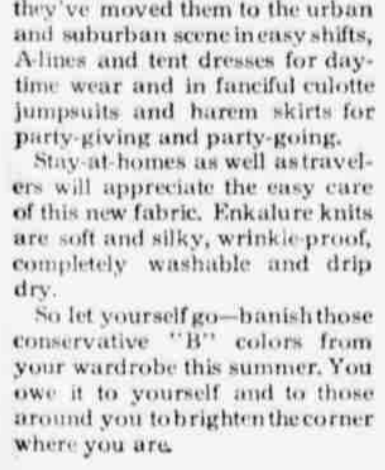 they've moved them to the urban
and suburban scene in easy shifts,
A-lines and tent dresses for day-
time wear and in fanciful culotte
jumpsuits and harem skirts for
party-giving and party-going.
Stay-at-homes as well as travel-
ers will appreciate the easy care
of this new fabric. Enkalure knits
are soft and silky, wrinkle-proof,
completely washable and drip
dry.
So let yourself go—banish those
conservative "B" colors from
your wardrobe this summer. You
owe it to yourself and to those
around you to brighten the corner
where you are.